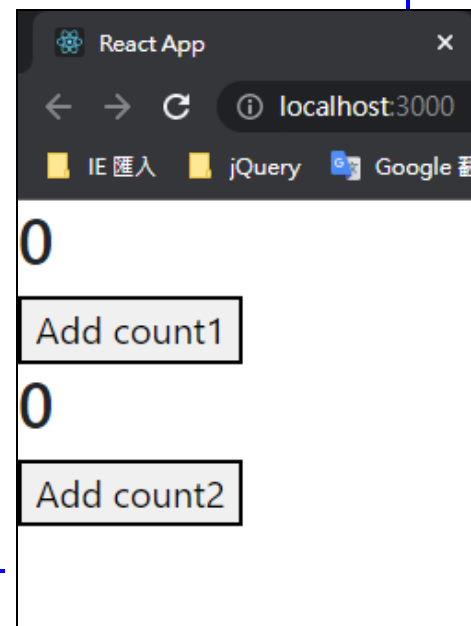 React App
localhost:3000
IE 匯入 jQuery Google
0
Add count1
0
Add count2